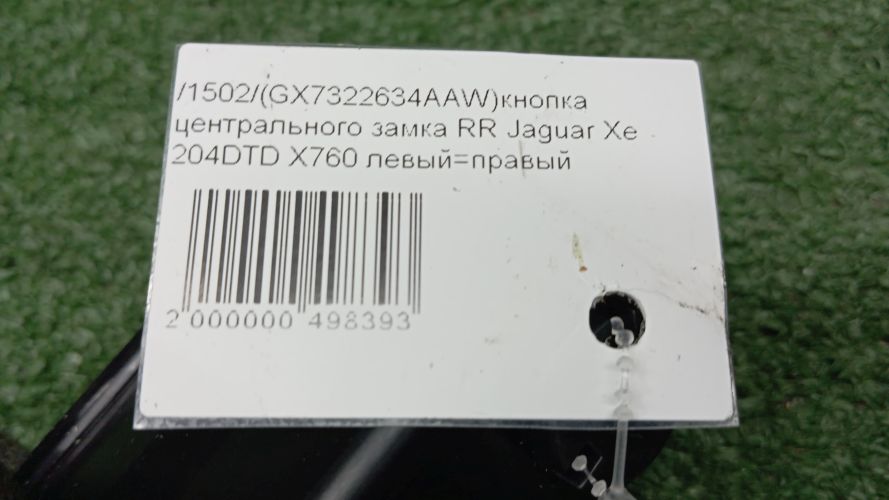 /1502/(GX7322634AAW)кнопка
центрального замка RR Jaguar Xe
204DTD X760 левый=правый
2 000000 498393